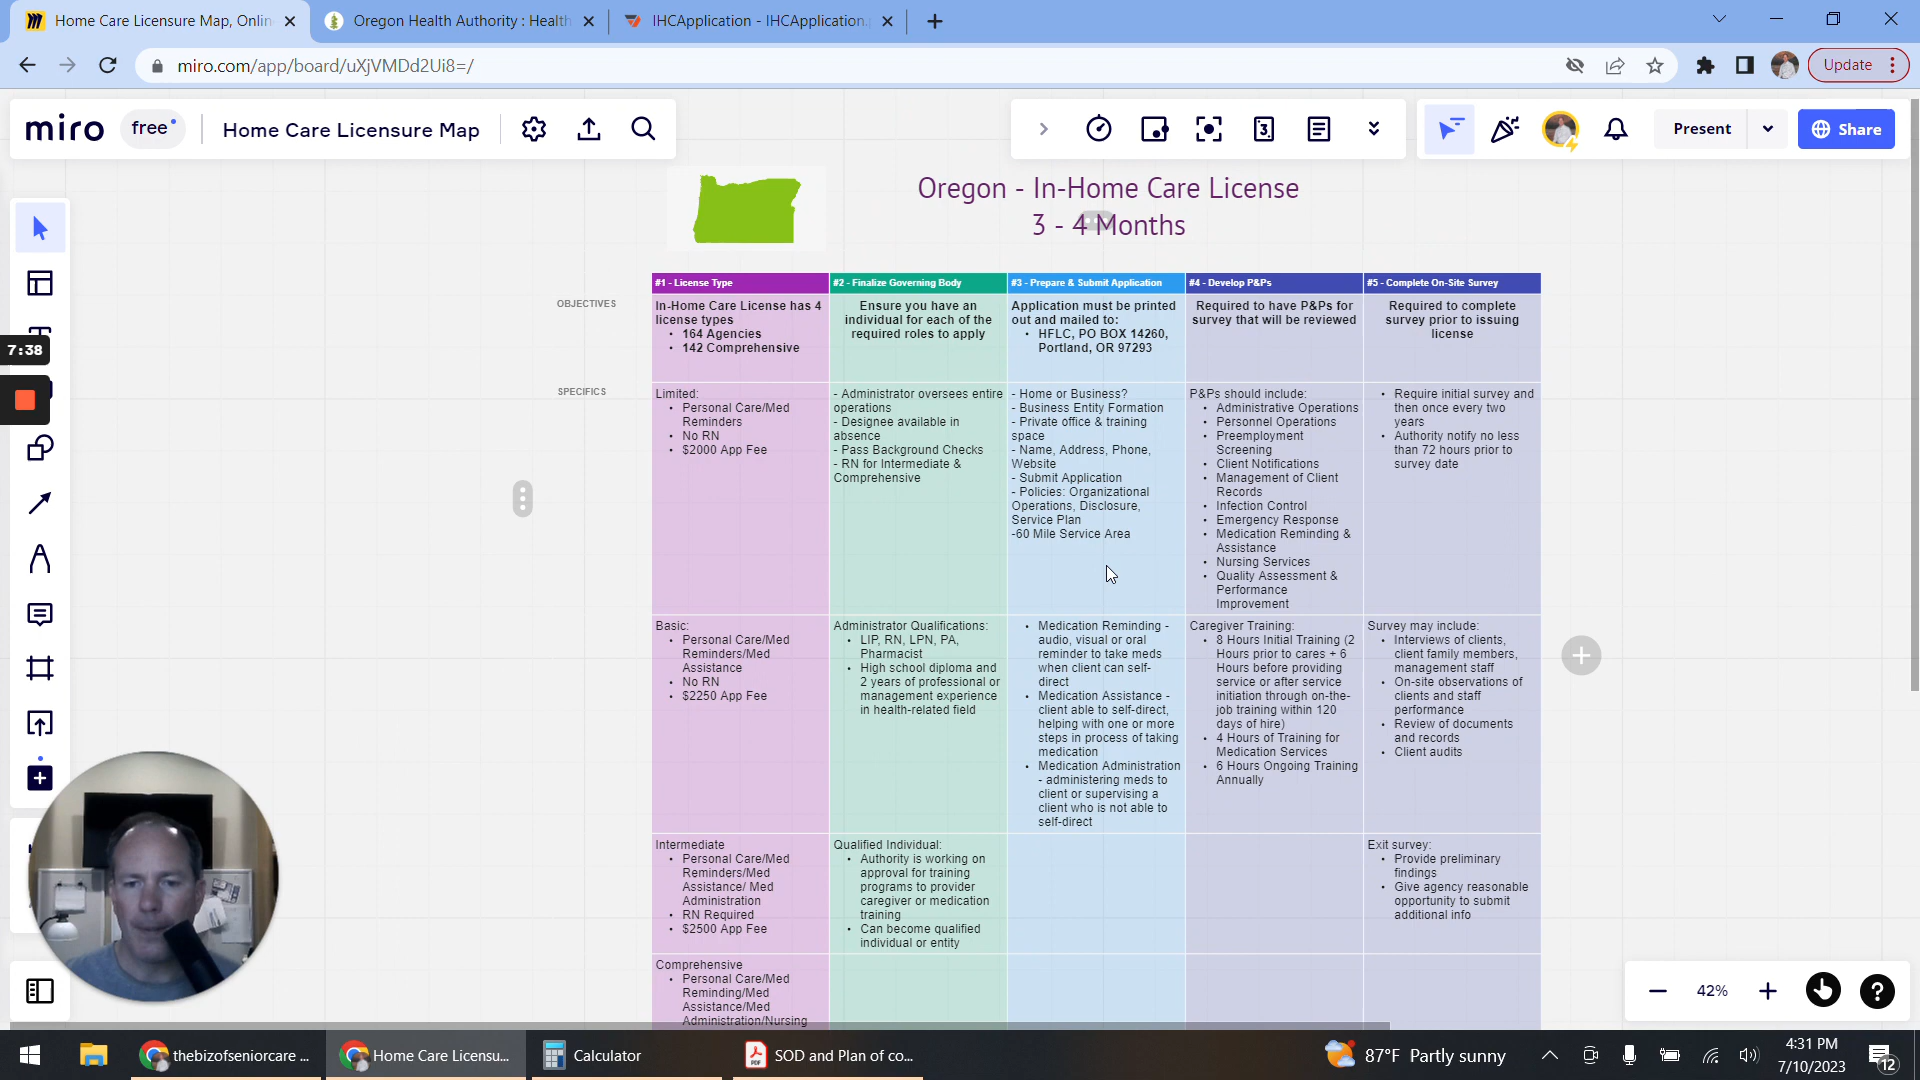 Home Care Licensure Map, Onlin
Oregon Health Authority : Health
IHCApplication - IHCApplication.
miro.com/app/board/uXjVMDd2Ui8=/
Update
miro
free
Home Care Licensure Map
3.
Present
Share
Oregon - In-Home Care License
3 - 4 Months
7:38
OBJECTIVES
SPECIFICS
#1 - License Type
In-Home Care License has 4
license types
• 164 Agencies
• 142 Comprehensive
Limited:
• Personal Care/Med
Reminders
• No RN
• $2000 App Fee
Basic:
• Personal Care/Med
Reminders/Med
Assistance
• No RN
• $2250 App Fee
Intermediate
• Personal Care/Med
Reminders/Med
Assistance/ Med
Administration
• RN Required
• $2500 App Fee
Comprehensive
• Personal Care/Med
Reminding/Med
Assistance/Med
Administration/Nursing
#2 - Finalize Governing Body
Ensure you have an
individual for each of the
required roles to apply
- Administrator oversees entire
operations
- Designee available in
absence
- Pass Background Checks
- RN for Intermediate &
Comprehensive
Administrator Qualifications:
• LIP, RN, LPN, PA,
Pharmacist
• High school diploma and
2 years of professional or
management experience
in health-related field
Qualified Individual:
• Authority is working on
approval for training
programs to provider
caregiver or medication
training
• Can become qualified
individual or entity
#3 - Prepare & Submit Application
Application must be printed
out and mailed to:
• HFLC, PO BOX 14260,
Portland, OR 97293
- Home or Business?
- Business Entity Formation
- Private office & training
space
- Name, Address, Phone,
Website
- Submit Application
- Policies: Organizational
Operations, Disclosure,
Service Plan
-60 Mile Service Area
• Medication Reminding -
audio, visual or oral
reminder to take meds
when client can self-
direct
• Medication Assistance -
client able to self-direct,
helping with one or more
steps in process of taking
medication
• Medication Administration
- administering meds to
client or supervising a
client who is not able to
self-direct
#4 - Develop P&Ps
Required to have P&Ps for
survey that will be reviewed
P&Ps should include:
• Administrative Operations
• Personnel Operations
• Preemployment
Screening
• Client Notifications
• Management of Client
Records
• Infection Control
• Emergency Response
• Medication Reminding &
Assistance
• Nursing Services
• Quality Assessment &
Performance
Improvement
Caregiver Training:
• 8 Hours Initial Training (2
Hours prior to cares + 6
Hours before providing
service or after service
initiation through on-the-
job training within 120
days of hire)
• 4 Hours of Training for
Medication Services
• 6 Hours Ongoing Training
Annually
#5 - Complete On-Site Survey
Required to complete
survey prior to issuing
license
• Require initial survey and
then once every two
years
• Authority notify no less
than 72 hours prior to
survey date
Survey may include:
• Interviews of clients,
client family members,
management staff
• On-site observations of
clients and staff
performance
• Review of documents
and records
• Client audits
Exit survey:
• Provide preliminary
findings
• Give agency reasonable
opportunity to submit
additional info
42%
?
thebizofseniorcare ...
Home Care Licensu...
Calculator
SOD and Plan of co...
87°F Partly sunny
4:31 PM
7/10/2023
12